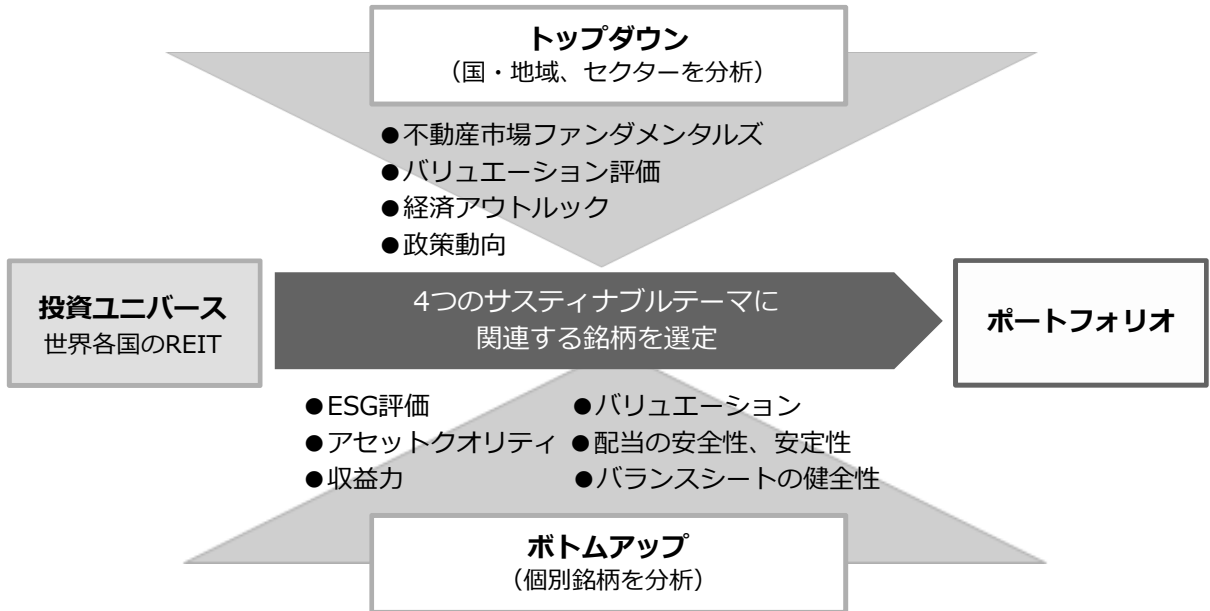 トップダウン
（国・地域、セクターを分析）
●不動産市場ファンダメンタルズ
●バリュエーション評価
●経済アウトルック
●政策動向
投資ユニバース
世界各国のREIT
4つのサスティナブルテーマに
関連する銘柄を選定
ポートフォリオ
●ESG評価
●アセットクオリティ
●収益力
●バリュエーション
●配当の安全性、安定性
●バランスシートの健全性
ボトムアップ
（個別銘柄を分析）